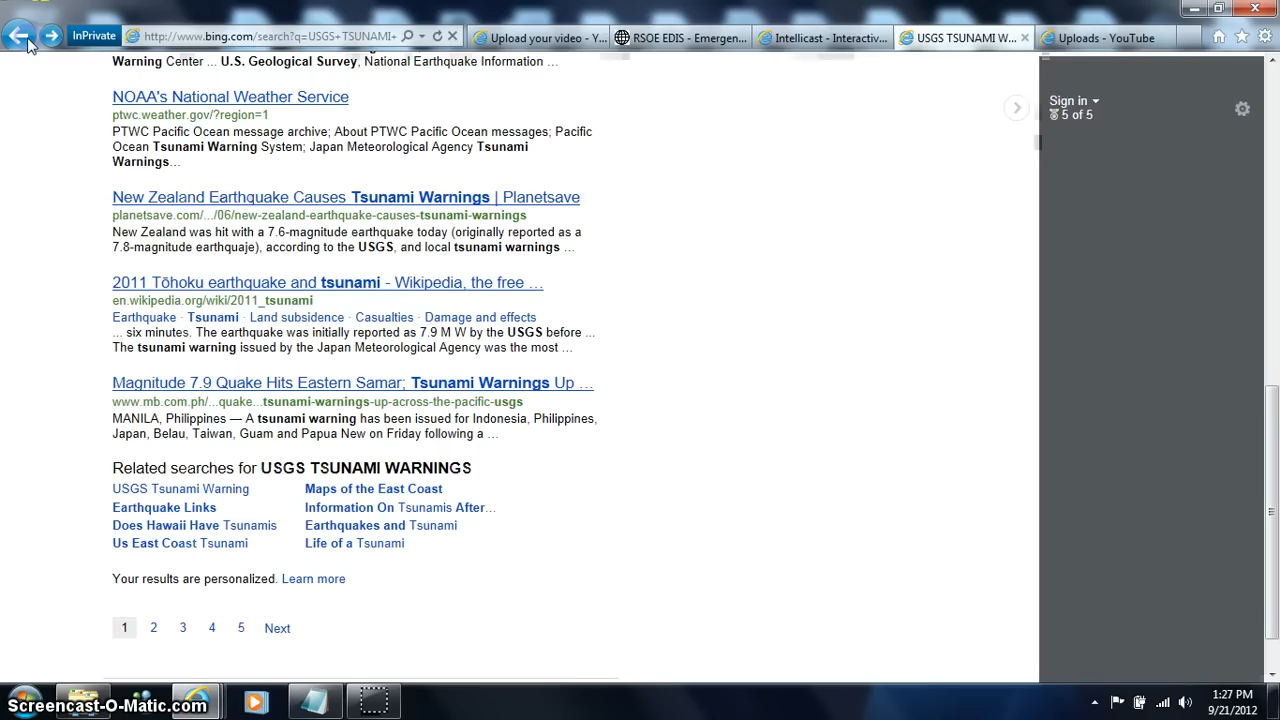 InPrivate
http://www.bing.com/search?q=USGS+TSUNAMI+
Upload your video - Y...
RSOE EDIS - Emergen...
Intellicast - Interactiv...
USGS TSUNAMI W...
Uploads - YouTube
Warning Center ... U.S. Geological Survey, National Earthquake Information ...
NOAA's National Weather Service
ptwc.weather.gov/?region=1
PTWC Pacific Ocean message archive; About PTWC Pacific Ocean messages; Pacific
Ocean Tsunami Warning System; Japan Meteorological Agency Tsunami
Warnings...
Sign in
5 of 5
New Zealand Earthquake Causes Tsunami Warnings | Planetsave
planetsave.com/.../06/new-zealand-earthquake-causes-tsunami-warnings
New Zealand was hit with a 7.6-magnitude earthquake today (originally reported as a
7.8-magnitude earthquaje), according to the USGS, and local tsunami warnings ...
2011 Tōhoku earthquake and tsunami - Wikipedia, the free ...
en.wikipedia.org/wiki/2011_tsunami
Earthquake · Tsunami · Land subsidence · Casualties · Damage and effects
... six minutes. The earthquake was initially reported as 7.9 M W by the USGS before ...
The tsunami warning issued by the Japan Meteorological Agency was the most ...
Magnitude 7.9 Quake Hits Eastern Samar; Tsunami Warnings Up ...
www.mb.com.ph/...quake...tsunami-warnings-up-across-the-pacific-usgs
MANILA, Philippines — A tsunami warning has been issued for Indonesia, Philippines,
Japan, Belau, Taiwan, Guam and Papua New on Friday following a ...
Related searches for USGS TSUNAMI WARNINGS
USGS Tsunami Warning
Maps of the East Coast
Earthquake Links
Information On Tsunamis After...
Does Hawaii Have Tsunamis
Earthquakes and Tsunami
Us East Coast Tsunami
Life of a Tsunami
Your results are personalized. Learn more
1 2 3 4 5 Next
Screencast-O-Matic.com
1:27 PM
9/21/2012